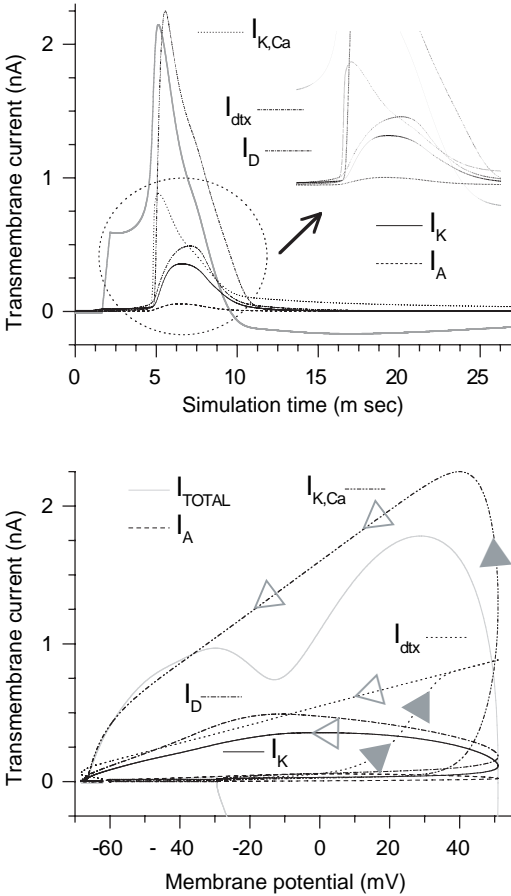 Transmembrane current (nA)
2
1
0
I_K,Ca
I_dtx
I_D
I_K
I_A
0 5 10 15 20 25
Simulation time (m sec)
Transmembrane current (nA)
2
1
0
I_TOTAL
I_A
I_K,Ca
I_dtx
I_D
I_K
-60 - 40 -20 0 20 40
Membrane potential (mV)